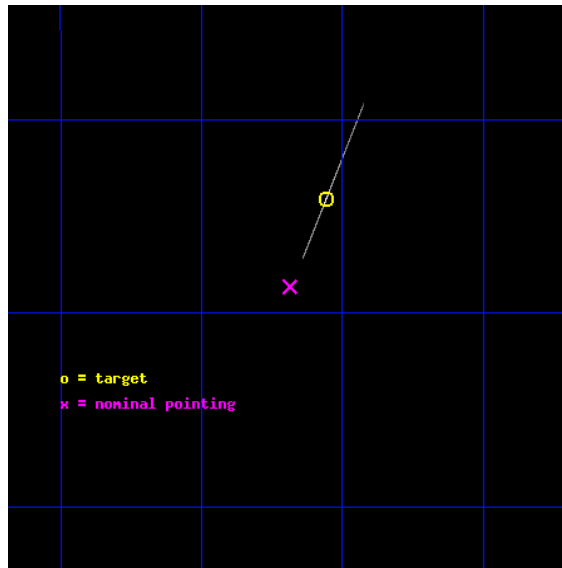 o = target
x = nominal pointing